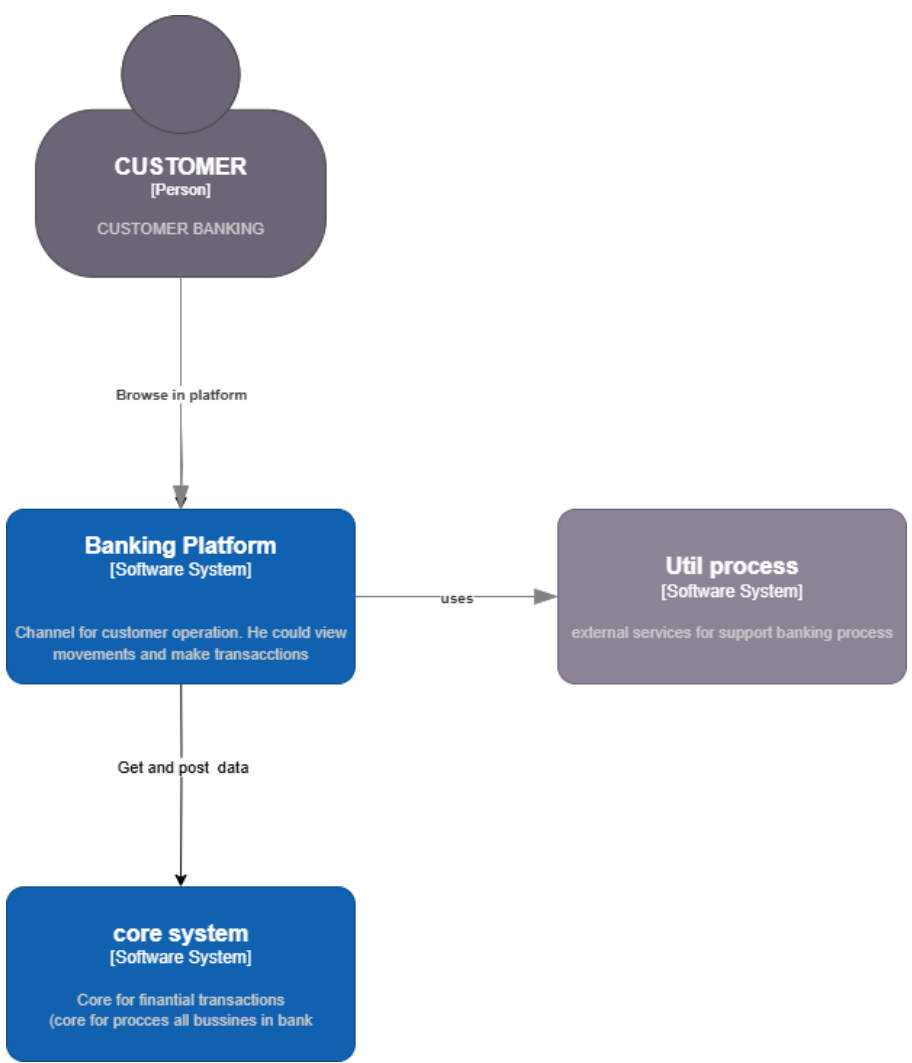 CUSTOMER
[Person]
CUSTOMER BANKING
Browse in platform
Banking Platform
[Software System]
Channel for customer operation. He could view
movements and make transacctions
uses
Util process
[Software System]
external services for support banking process
Get and post data
core system
[Software System]
Core for finantial transactions
(core for procces all bussines in bank